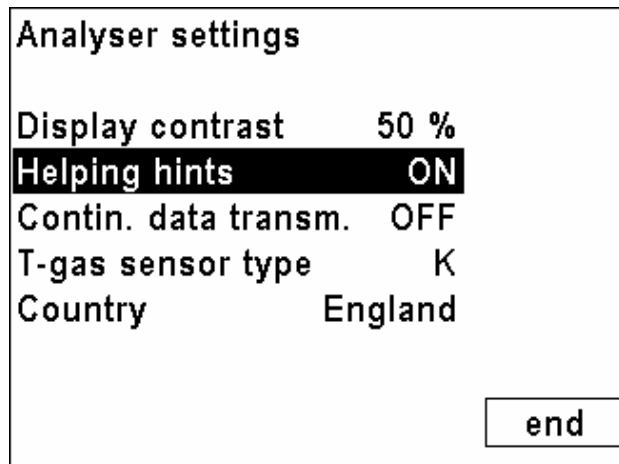 Analyser settings
Display contrast 50 %
Helping hints ON
Contin. data transm. OFF
T-gas sensor type K
Country England
end